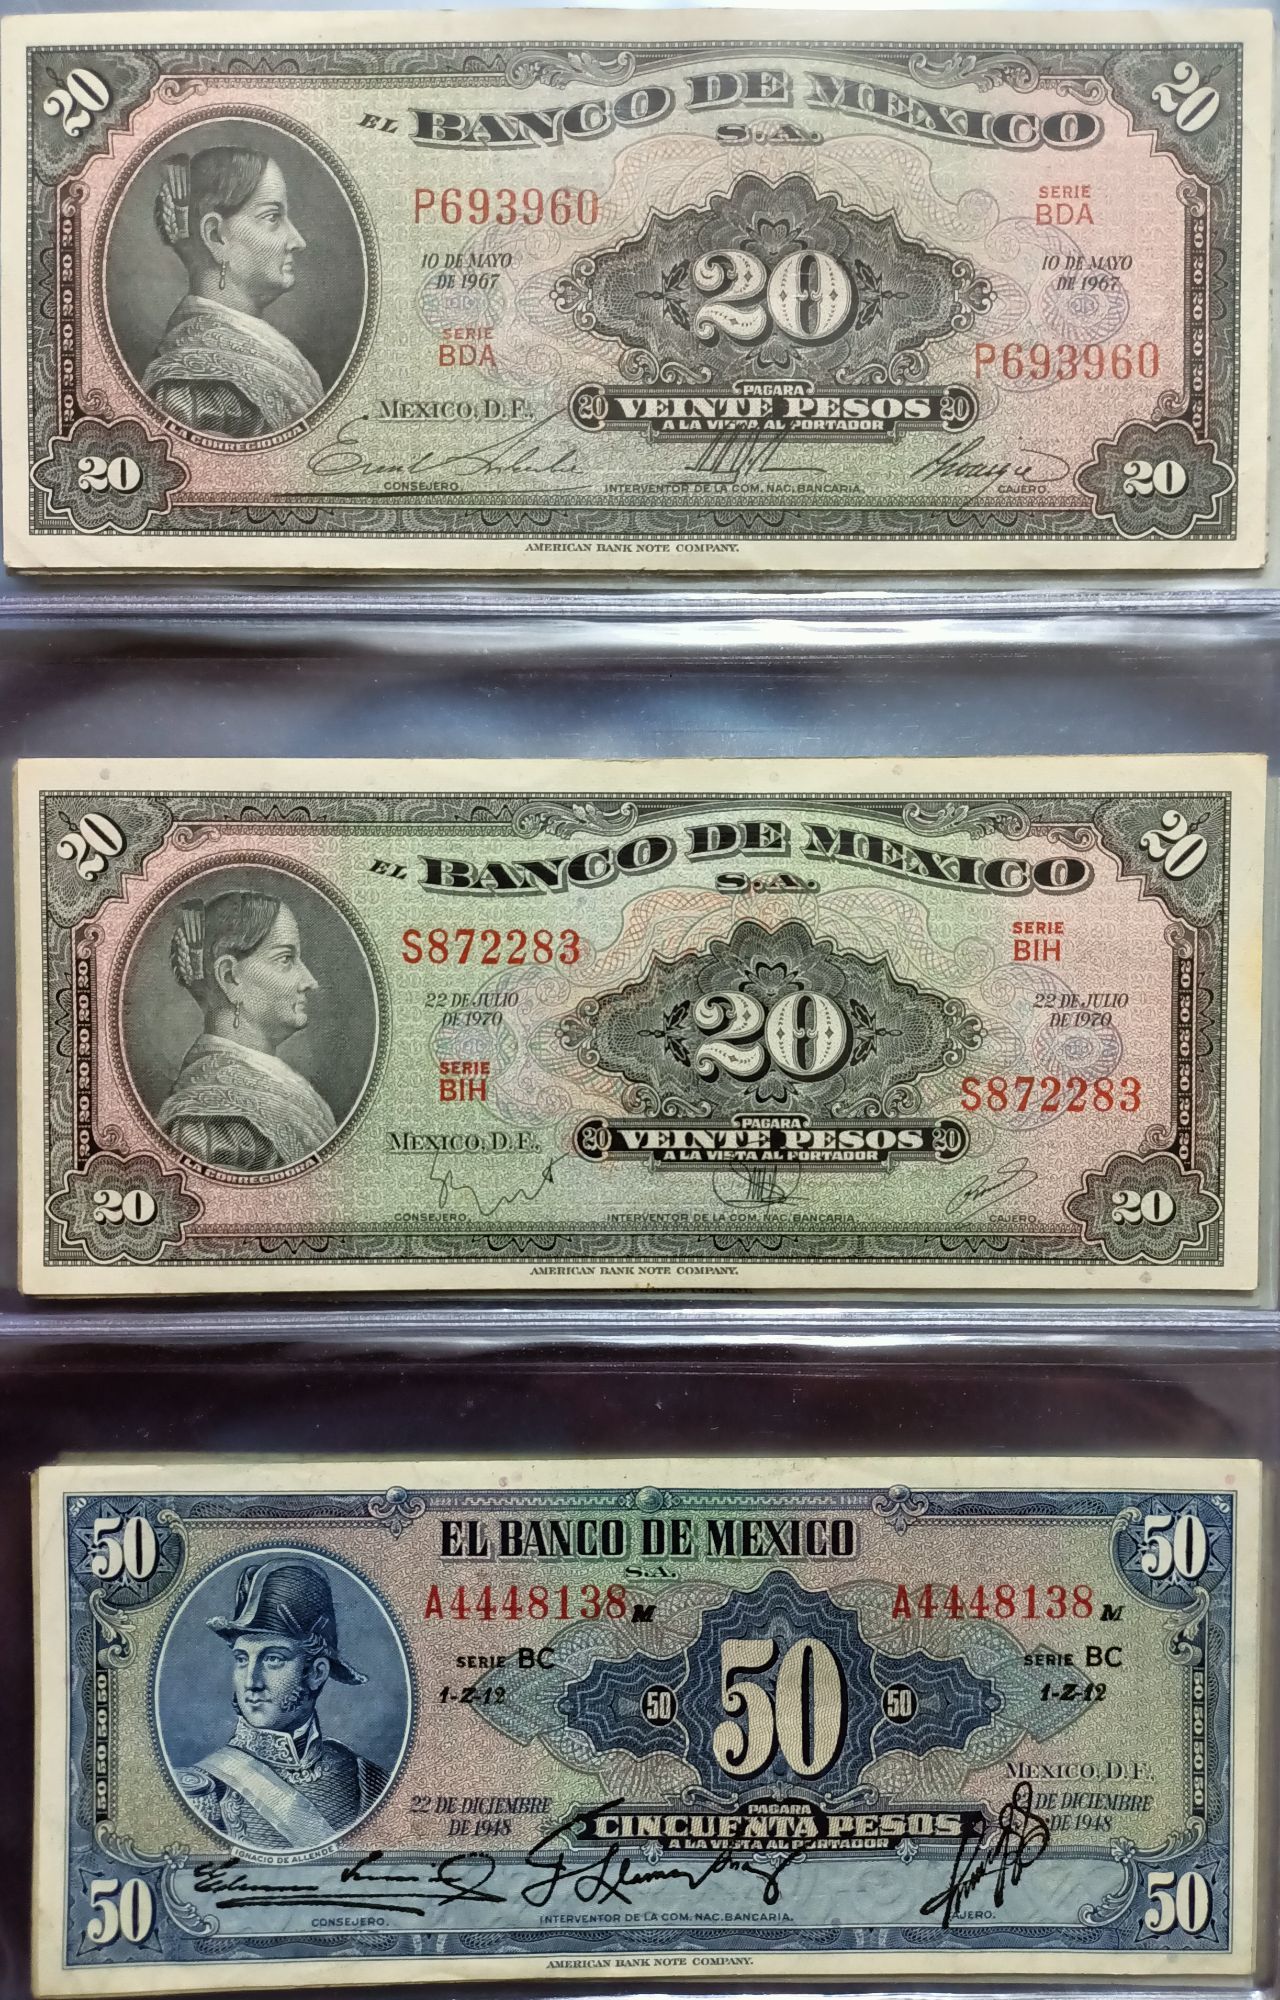 20
20
EL BANCO DE MEXICO
S.A.
P693960
SERIE
BDA
10 DE MAYO
DE 1967
10 DE MAYO
DE 1967
20
SERIE
BDA
P693960
PAGARA
MEXICO, D.F.,
20 VEINTE PESOS 20
A LA VISTA AL PORTADOR
LA CORREGIDORA
20
20
CONSEJERO.
INTERVENTOR DE LA COM. NAC. BANCARIA.
CAJERO.
AMERICAN BANK NOTE COMPANY.
20
20
EL BANCO DE MEXICO
S.A.
S872283
SERIE
BIH
22 DE JULIO
DE 1970
22 DE JULIO
DE 1970
20
SERIE
BIH
S872283
PAGARA
MEXICO, D.F.,
20 VEINTE PESOS 20
A LA VISTA AL PORTADOR
LA CORREGIDORA
20
20
CONSEJERO.
INTERVENTOR DE LA COM. NAC. BANCARIA.
CAJERO.
AMERICAN BANK NOTE COMPANY.
50
50
EL BANCO DE MEXICO
S.A.
A4448138 M
A4448138 M
SERIE BC
SERIE BC
1-Z-12
1-Z-12
50
50
50
MEXICO, D.F.,
22 DE DICIEMBRE
DE 1948
DE DICIEMBRE
DE 1948
PAGARA
CINCUENTA PESOS
A LA VISTA AL PORTADOR
IGNACIO DE ALLENDE
50
50
CONSEJERO.
INTERVENTOR DE LA COM. NAC. BANCARIA.
CAJERO.
AMERICAN BANK NOTE COMPANY.